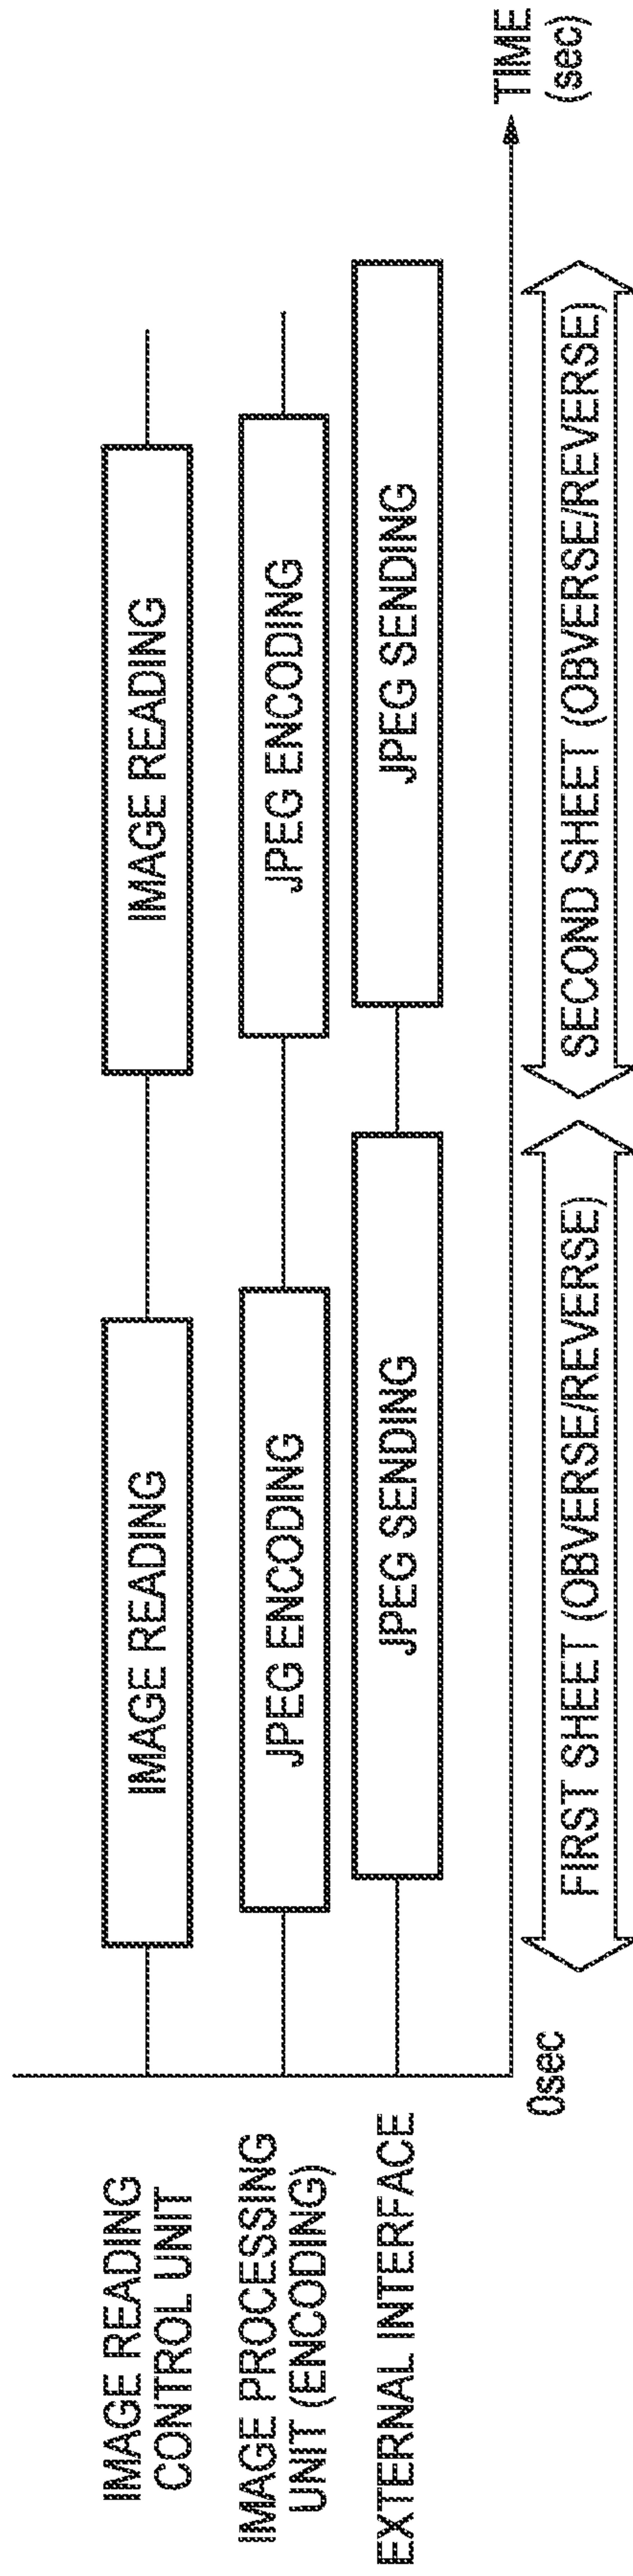 IMAGE READING
CONTROL UNIT
IMAGE READING
IMAGE READING
IMAGE PROCESSING
UNIT (ENCODING)
JPEG ENCODING
JPEG ENCODING
EXTERNAL INTERFACE
JPEG SENDING
JPEG SENDING
0sec
TIME
(sec)
FIRST SHEET (OBVERSE/REVERSE)
SECOND SHEET (OBVERSE/REVERSE)